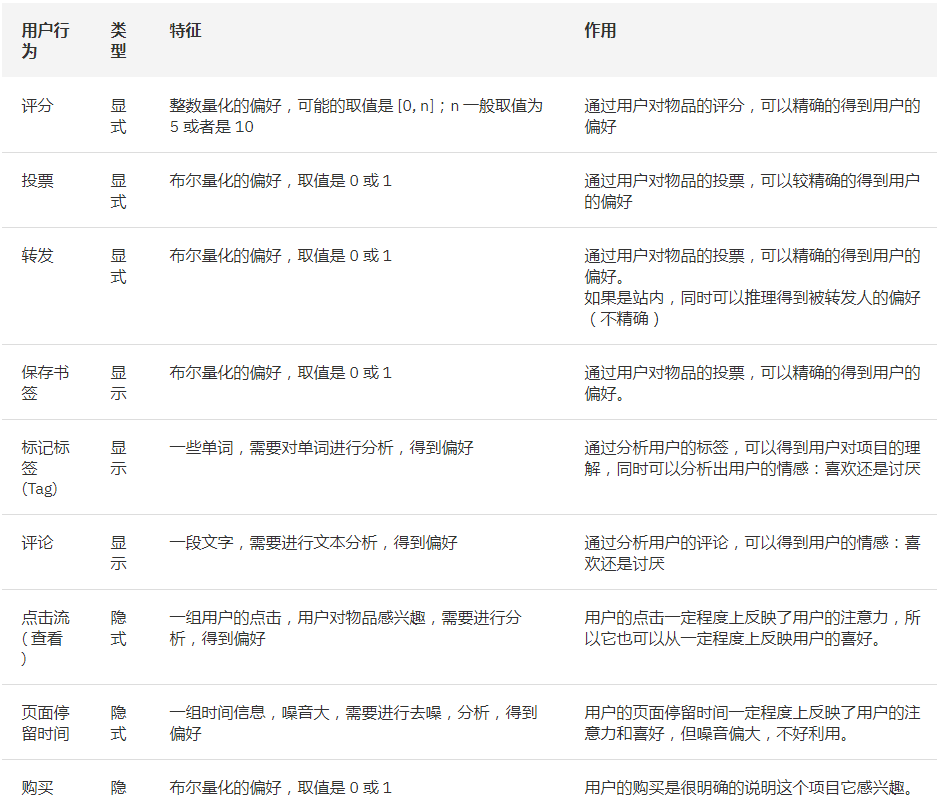 用户行为 类型 特征 作用
评分 显式 整数量化的偏好，可能的取值是 [0, n]；n 一般取值为 5 或者是 10 通过用户对物品的评分，可以精确的得到用户的偏好
投票 显式 布尔量化的偏好，取值是 0 或 1 通过用户对物品的投票，可以较精确的得到用户的偏好
转发 显式 布尔量化的偏好，取值是 0 或 1 通过用户对物品的投票，可以精确的得到用户的偏好。
如果是站内，同时可以推理得到被转发人的偏好（不精确）
保存书签 显示 布尔量化的偏好，取值是 0 或 1 通过用户对物品的投票，可以精确的得到用户的偏好。
标记标签 (Tag) 显示 一些单词，需要对单词进行分析，得到偏好 通过分析用户的标签，可以得到用户对项目的理解，同时可以分析出用户的情感：喜欢还是讨厌
评论 显示 一段文字，需要进行文本分析，得到偏好 通过分析用户的评论，可以得到用户的情感：喜欢还是讨厌
点击流（查看） 隐式 一组用户的点击，用户对物品感兴趣，需要进行分析，得到偏好 用户的点击一定程度上反映了用户的注意力，所以它也可以从一定程度上反映用户的喜好。
页面停留时间 隐式 一组时间信息，噪音大，需要进行去噪，分析，得到偏好 用户的页面停留时间一定程度上反映了用户的注意力和喜好，但噪音偏大，不好利用。
购买 隐 布尔量化的偏好，取值是 0 或 1 用户的购买是很明确的说明这个项目它感兴趣。